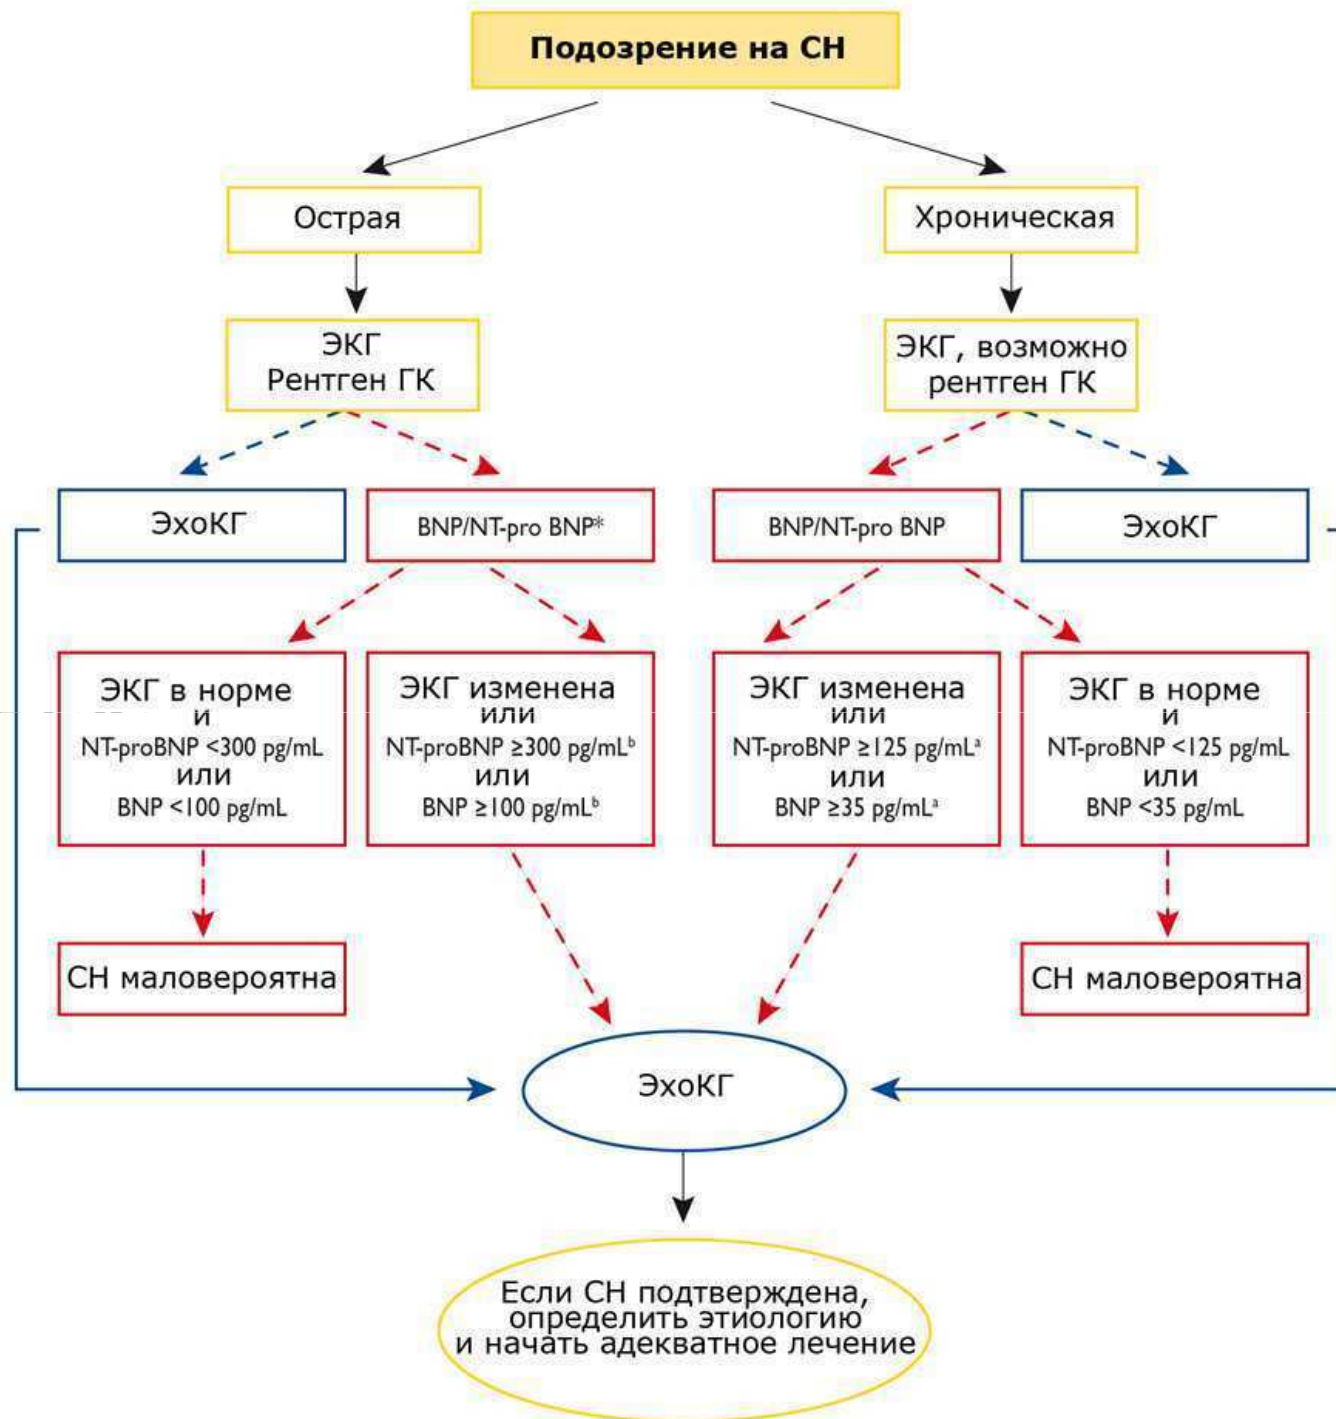 Подозрение на СН
Острая
Хроническая
ЭКГ
Рентген ГК
ЭКГ, возможно
рентген ГК
ЭхоКГ
BNP/NT-pro BNP*
BNP/NT-pro BNP
ЭхоКГ
ЭКГ в норме
и
NT-proBNP <300 pg/mL
или
BNP <100 pg/mL
ЭКГ изменена
или
NT-proBNP ≥300 pg/mLᵇ
или
BNP ≥100 pg/mLᵇ
ЭКГ изменена
или
NT-proBNP ≥125 pg/mLᵃ
или
BNP ≥35 pg/mLᵃ
ЭКГ в норме
и
NT-proBNP <125 pg/mL
или
BNP <35 pg/mL
СН маловероятна
СН маловероятна
ЭхоКГ
Если СН подтверждена,
определить этиологию
и начать адекватное лечение